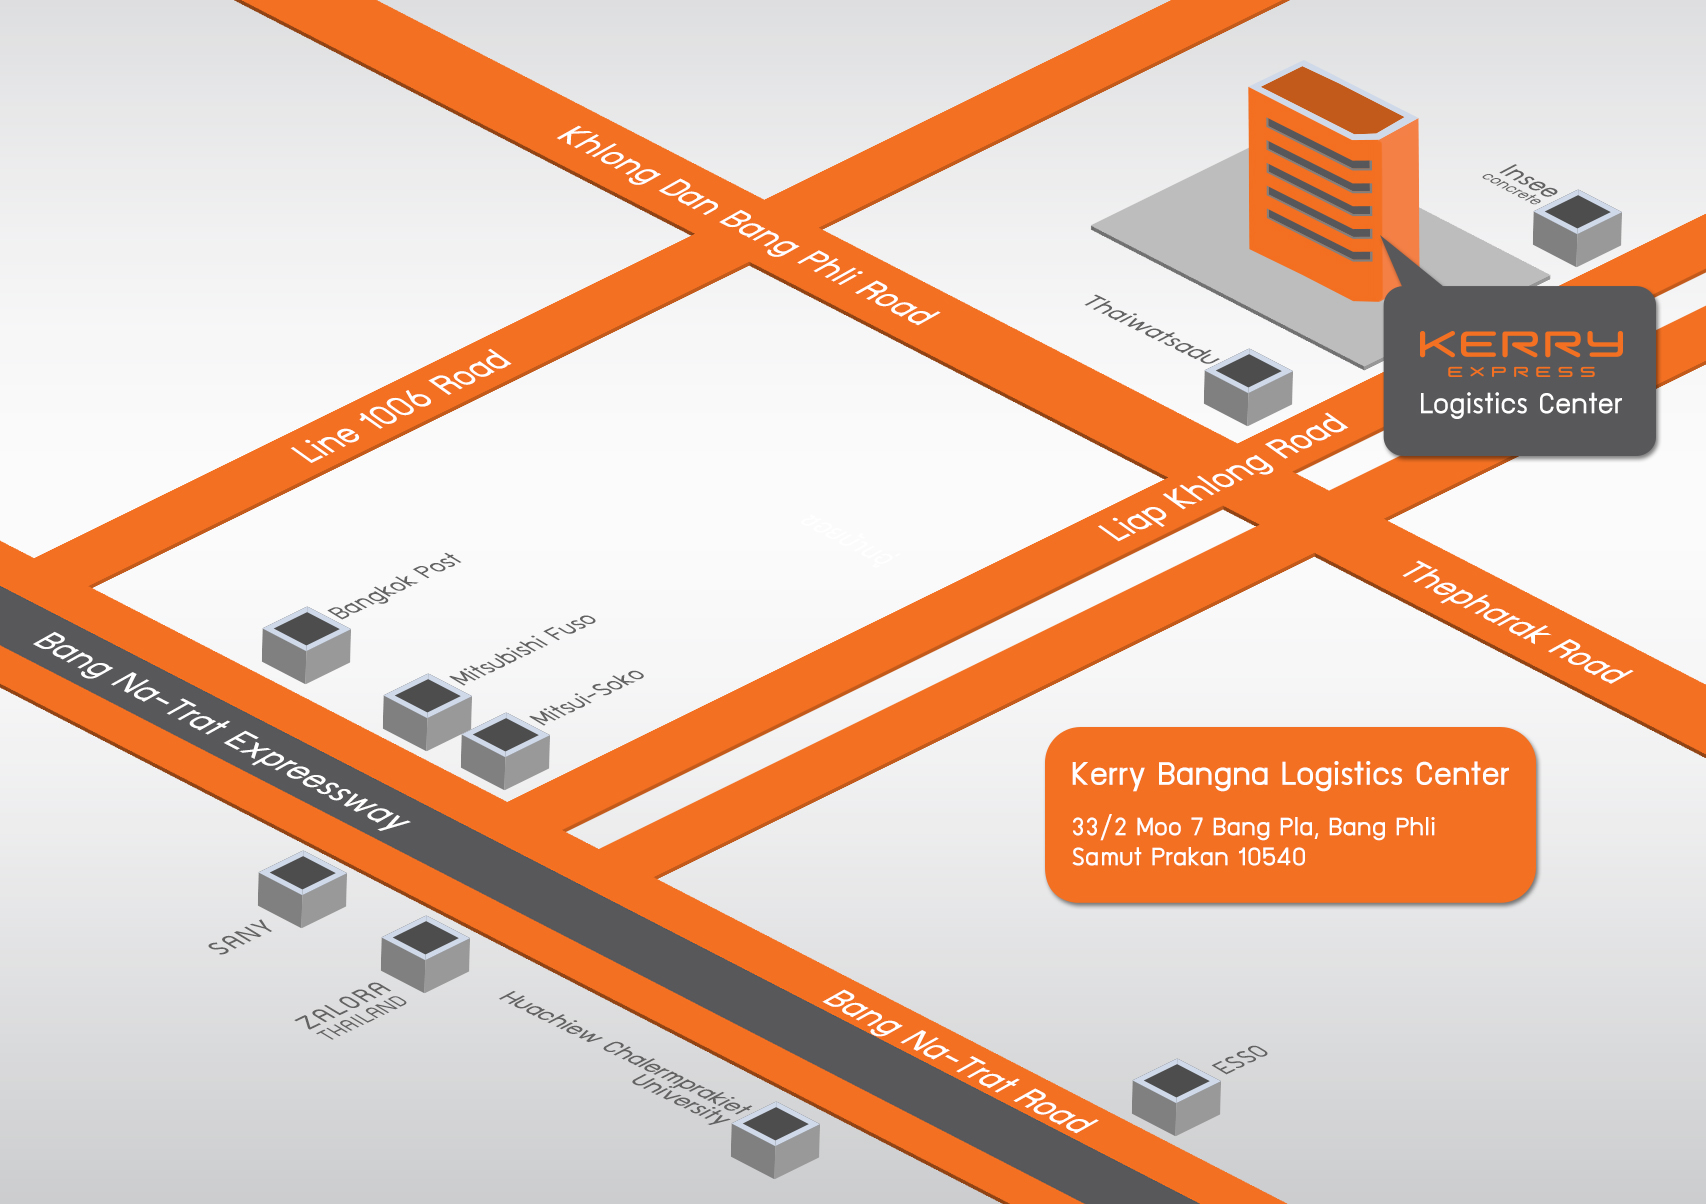 Khlong Dan Bang Phli Road
Insee
concrete
Thaiwatsadu
KERRY
EXPRESS
Logistics Center
Line 1006 Road
Liap Khlong Road
Thepharak Road
Bangkok Post
Mitsubishi Fuso
Mitsui-Soko
Bang Na-Trat Expreessway
Kerry Bangna Logistics Center
33/2 Moo 7 Bang Pla, Bang Phli
Samut Prakan 10540
SANY
ZALORA
THAILAND
Huachiew Chalermprakiet
University
Bang Na-Trat Road
ESSO